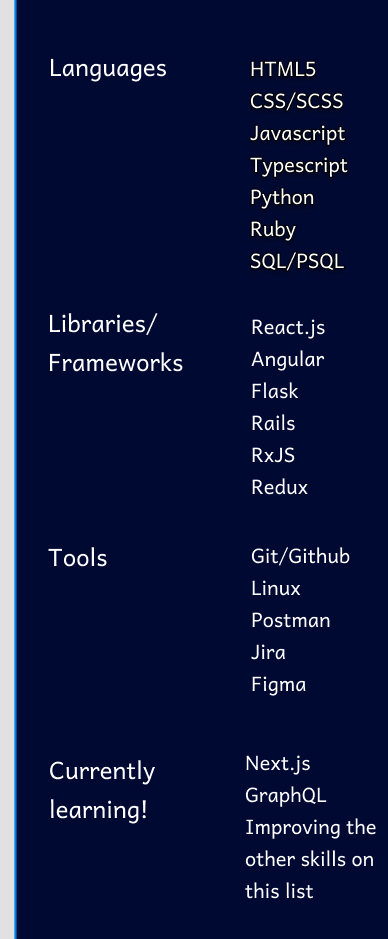 Languages
HTML5
CSS/SCSS
Javascript
Typescript
Python
Ruby
SQL/PSQL
Libraries/
Frameworks
React.js
Angular
Flask
Rails
RxJS
Redux
Tools
Git/Github
Linux
Postman
Jira
Figma
Currently
learning!
Next.js
GraphQL
Improving the
other skills on
this list